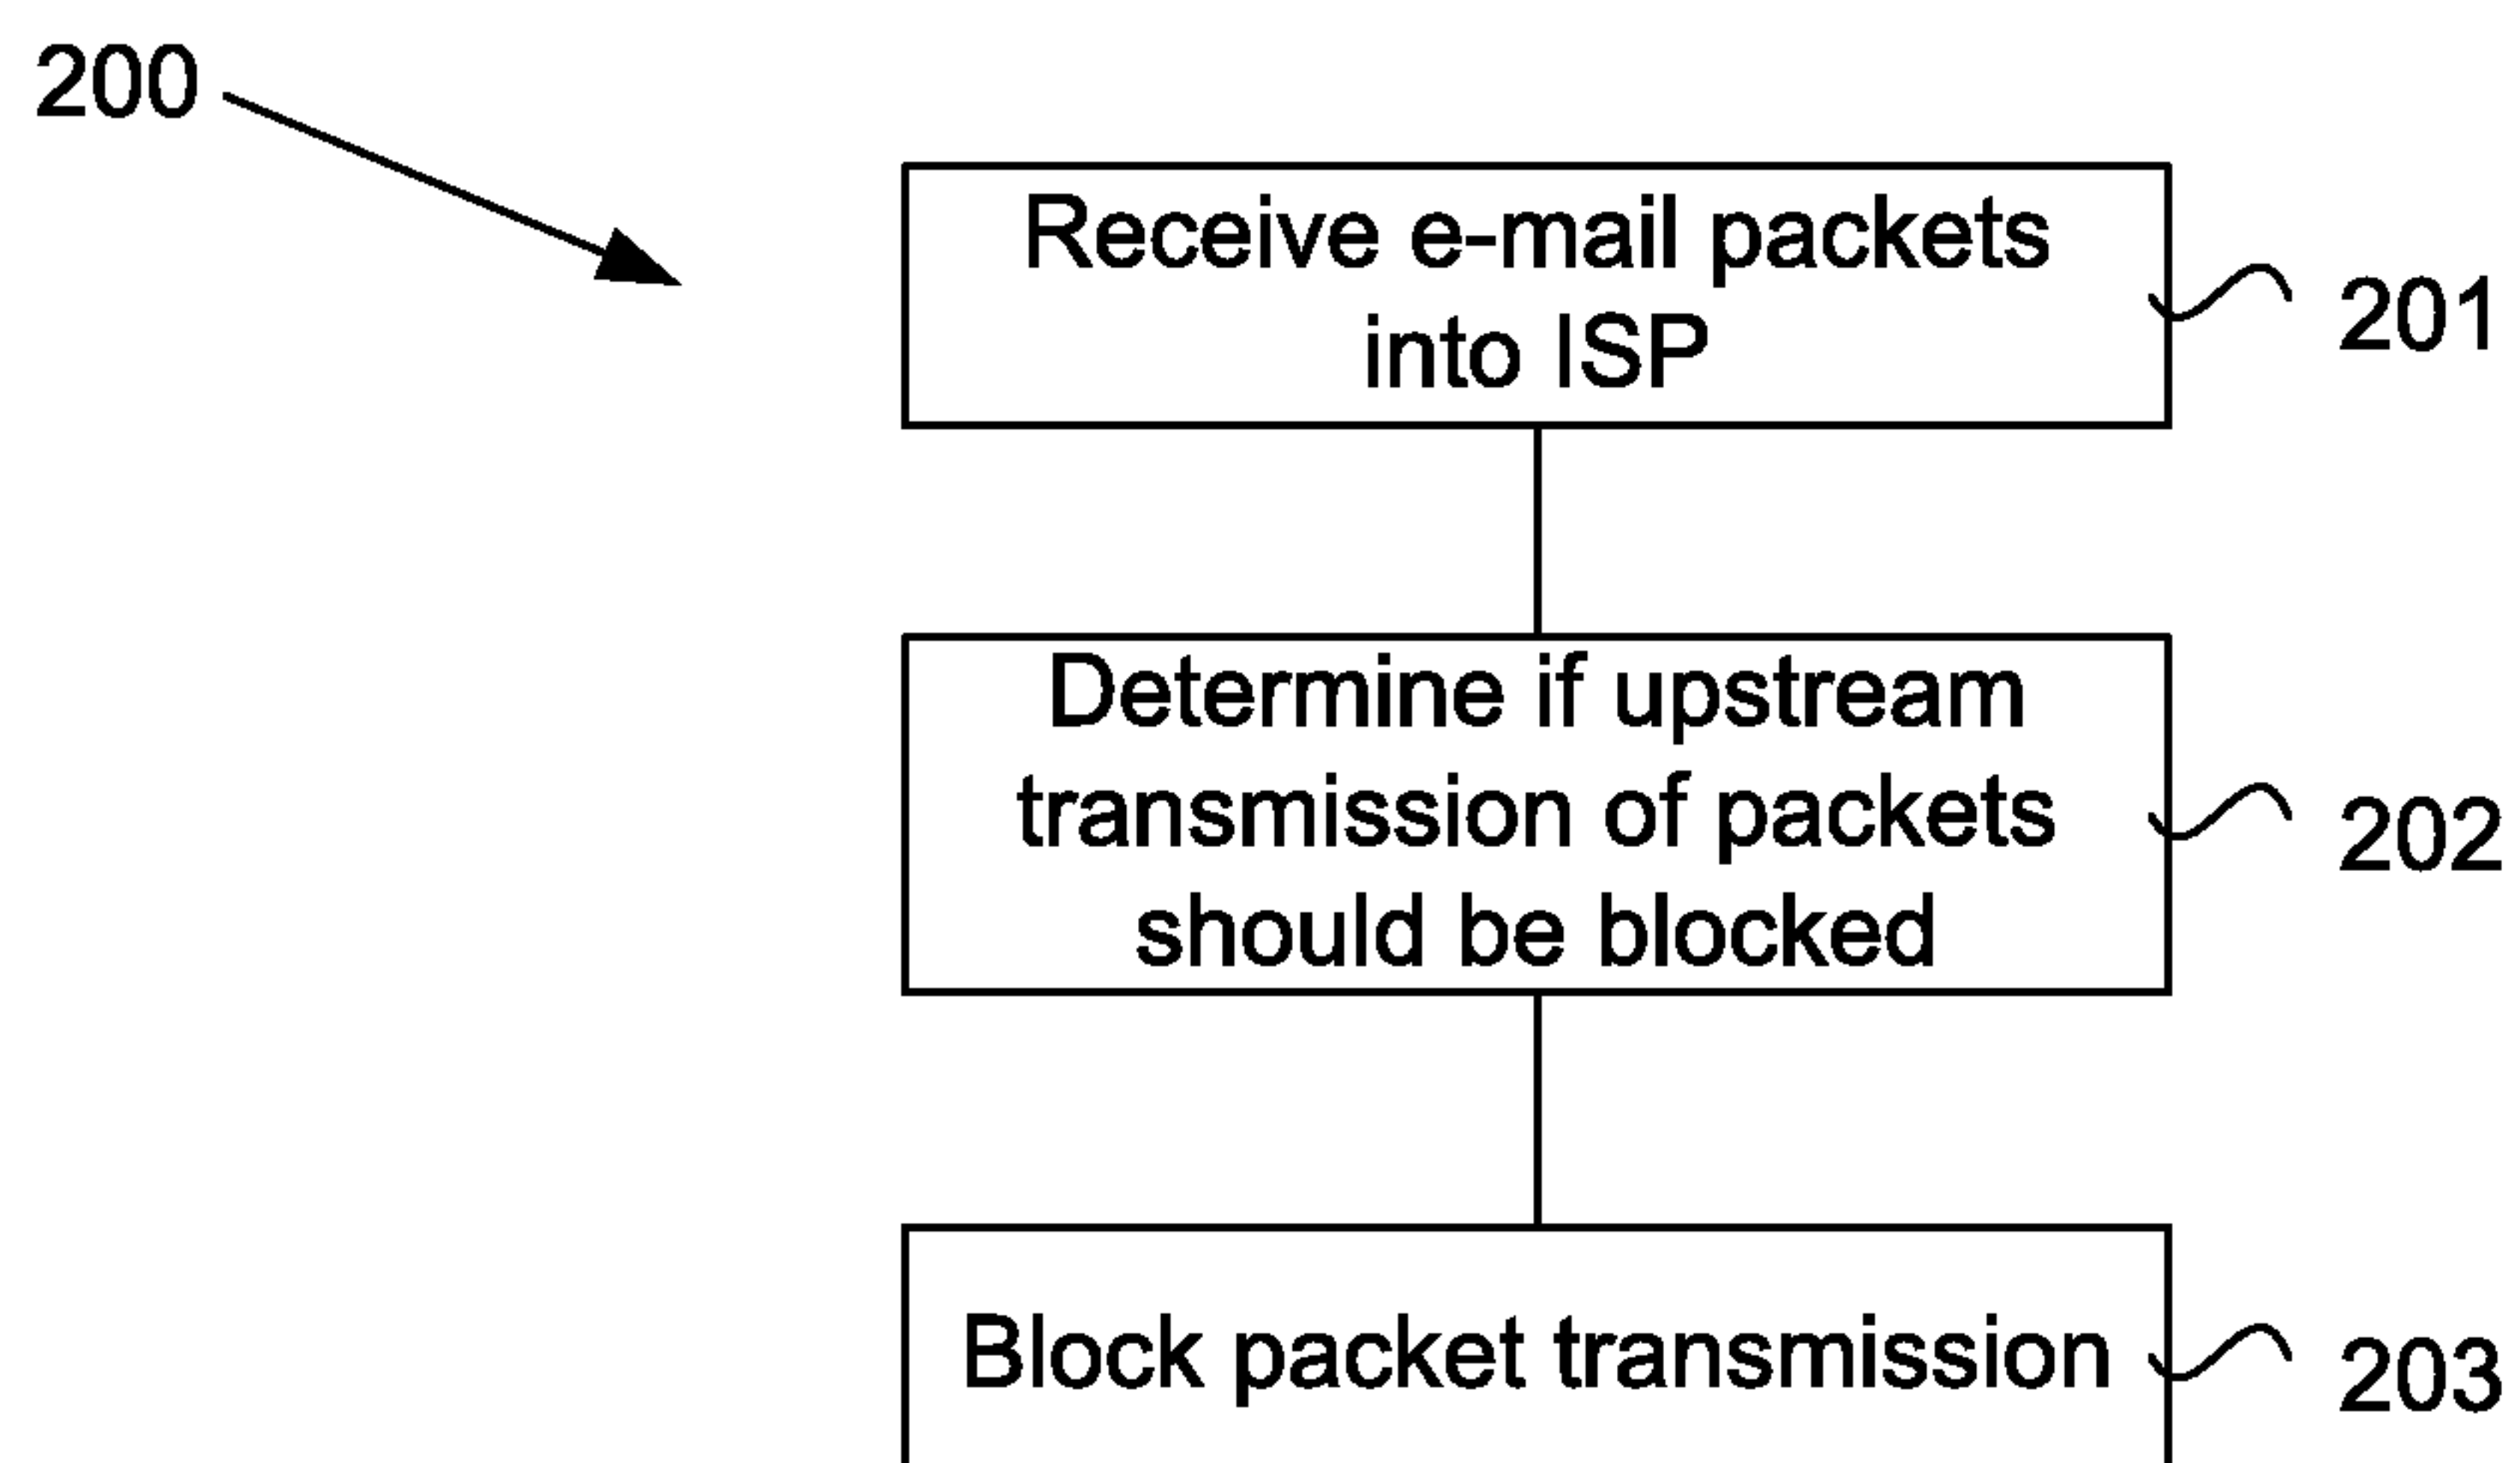 200
Receive e-mail packets
into ISP
201
Determine if upstream
transmission of packets
should be blocked
202
Block packet transmission
203